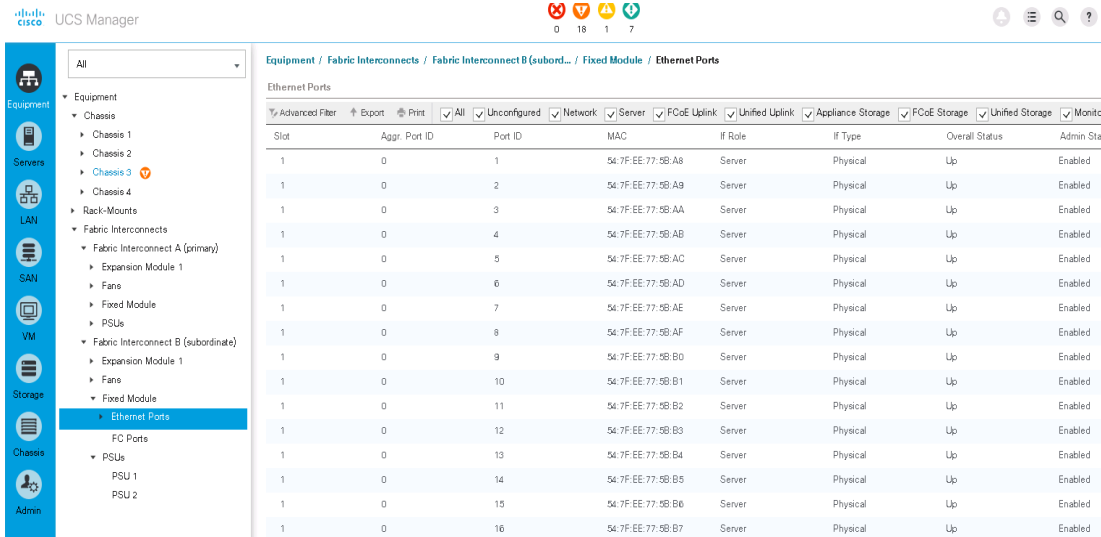 cisco UCS Manager
0 18 1 7
Equipment
Servers
LAN
SAN
VM
Storage
Chassis
Admin
All
Equipment
Chassis
Chassis 1
Chassis 2
Chassis 3
Chassis 4
Rack-Mounts
Fabric Interconnects
Fabric Interconnect A (primary)
Expansion Module 1
Fans
Fixed Module
PSUs
Fabric Interconnect B (subordinate)
Expansion Module 1
Fans
Fixed Module
Ethernet Ports
FC Ports
PSUs
PSU 1
PSU 2
Equipment / Fabric Interconnects / Fabric Interconnect B (subord... / Fixed Module / Ethernet Ports
Ethernet Ports
Advanced Filter Export Print All Unconfigured Network Server FCoE Uplink Unified Uplink Appliance Storage FCoE Storage Unified Storage Monito
Slot Aggr. Port ID Port ID MAC If Role If Type Overall Status Admin Sta
1 0 1 54:7F:EE:77:5B:A8 Server Physical Up Enabled
1 0 2 54:7F:EE:77:5B:A9 Server Physical Up Enabled
1 0 3 54:7F:EE:77:5B:AA Server Physical Up Enabled
1 0 4 54:7F:EE:77:5B:AB Server Physical Up Enabled
1 0 5 54:7F:EE:77:5B:AC Server Physical Up Enabled
1 0 6 54:7F:EE:77:5B:AD Server Physical Up Enabled
1 0 7 54:7F:EE:77:5B:AE Server Physical Up Enabled
1 0 8 54:7F:EE:77:5B:AF Server Physical Up Enabled
1 0 9 54:7F:EE:77:5B:B0 Server Physical Up Enabled
1 0 10 54:7F:EE:77:5B:B1 Server Physical Up Enabled
1 0 11 54:7F:EE:77:5B:B2 Server Physical Up Enabled
1 0 12 54:7F:EE:77:5B:B3 Server Physical Up Enabled
1 0 13 54:7F:EE:77:5B:B4 Server Physical Up Enabled
1 0 14 54:7F:EE:77:5B:B5 Server Physical Up Enabled
1 0 15 54:7F:EE:77:5B:B6 Server Physical Up Enabled
1 0 16 54:7F:EE:77:5B:B7 Server Physical Up Enabled